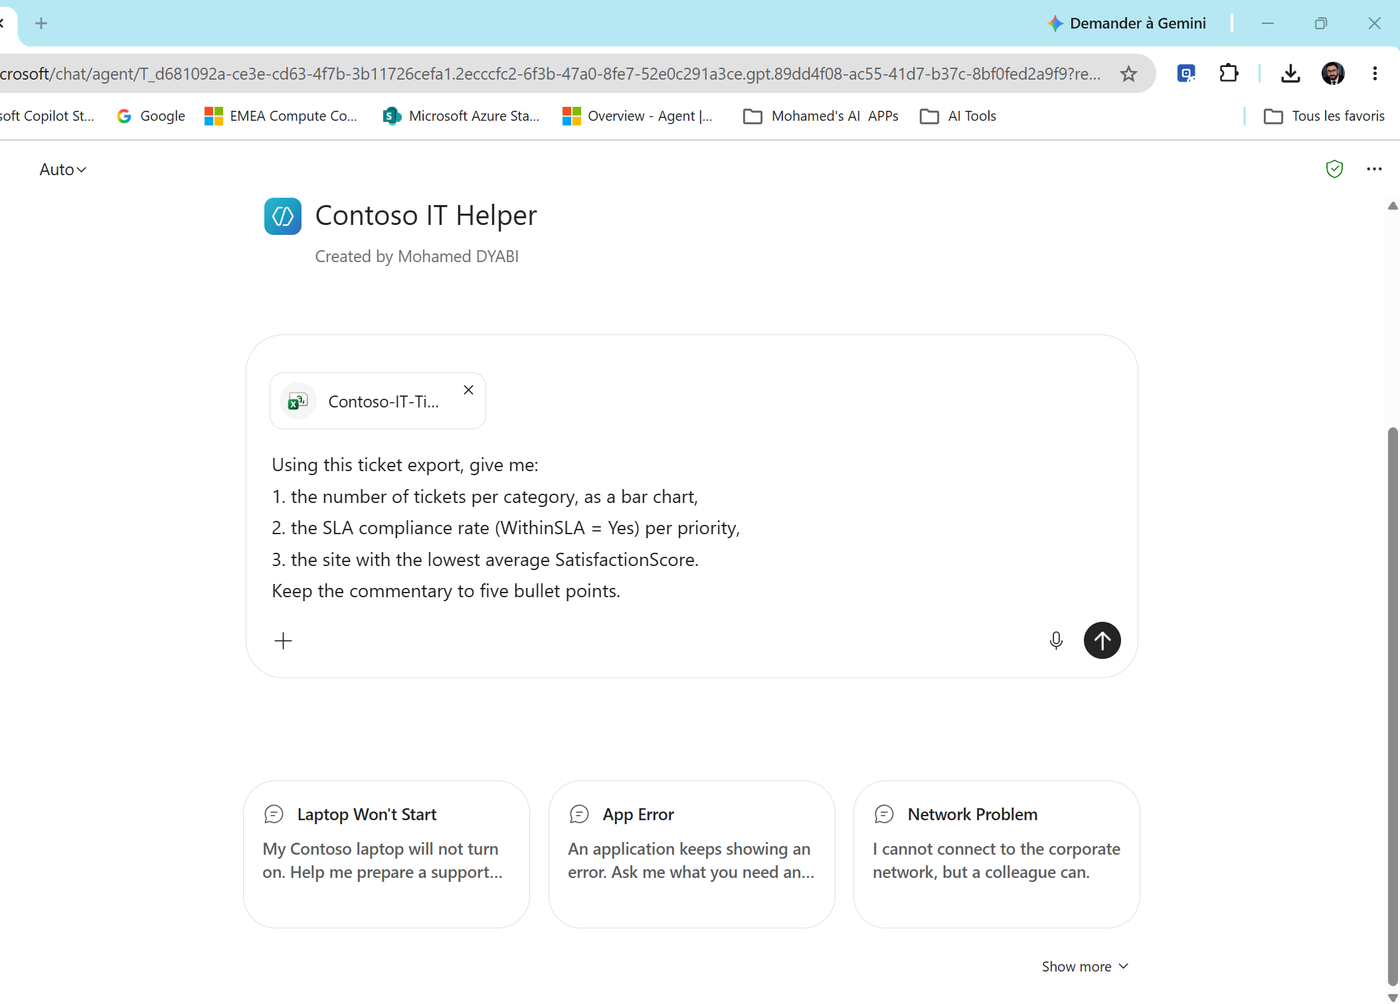 Demander à Gemini
crosoft/chat/agent/T_d681092a-ce3e-cd63-4f7b-3b11726cefa1.2ecccfc2-6f3b-47a0-8fe7-52e0c291a3ce.gpt.89dd4f08-ac55-41d7-b37c-8bf0fed2a9f9?re...
soft Copilot St... Google EMEA Compute Co... Microsoft Azure Sta... Overview - Agent |... Mohamed's AI APPs AI Tools Tous les favoris
Auto
Contoso IT Helper
Created by Mohamed DYABI
Contoso-IT-Ti...
Using this ticket export, give me:
1. the number of tickets per category, as a bar chart,
2. the SLA compliance rate (WithinSLA = Yes) per priority,
3. the site with the lowest average SatisfactionScore.
Keep the commentary to five bullet points.
Laptop Won't Start
My Contoso laptop will not turn
on. Help me prepare a support...
App Error
An application keeps showing an
error. Ask me what you need an...
Network Problem
I cannot connect to the corporate
network, but a colleague can.
Show more